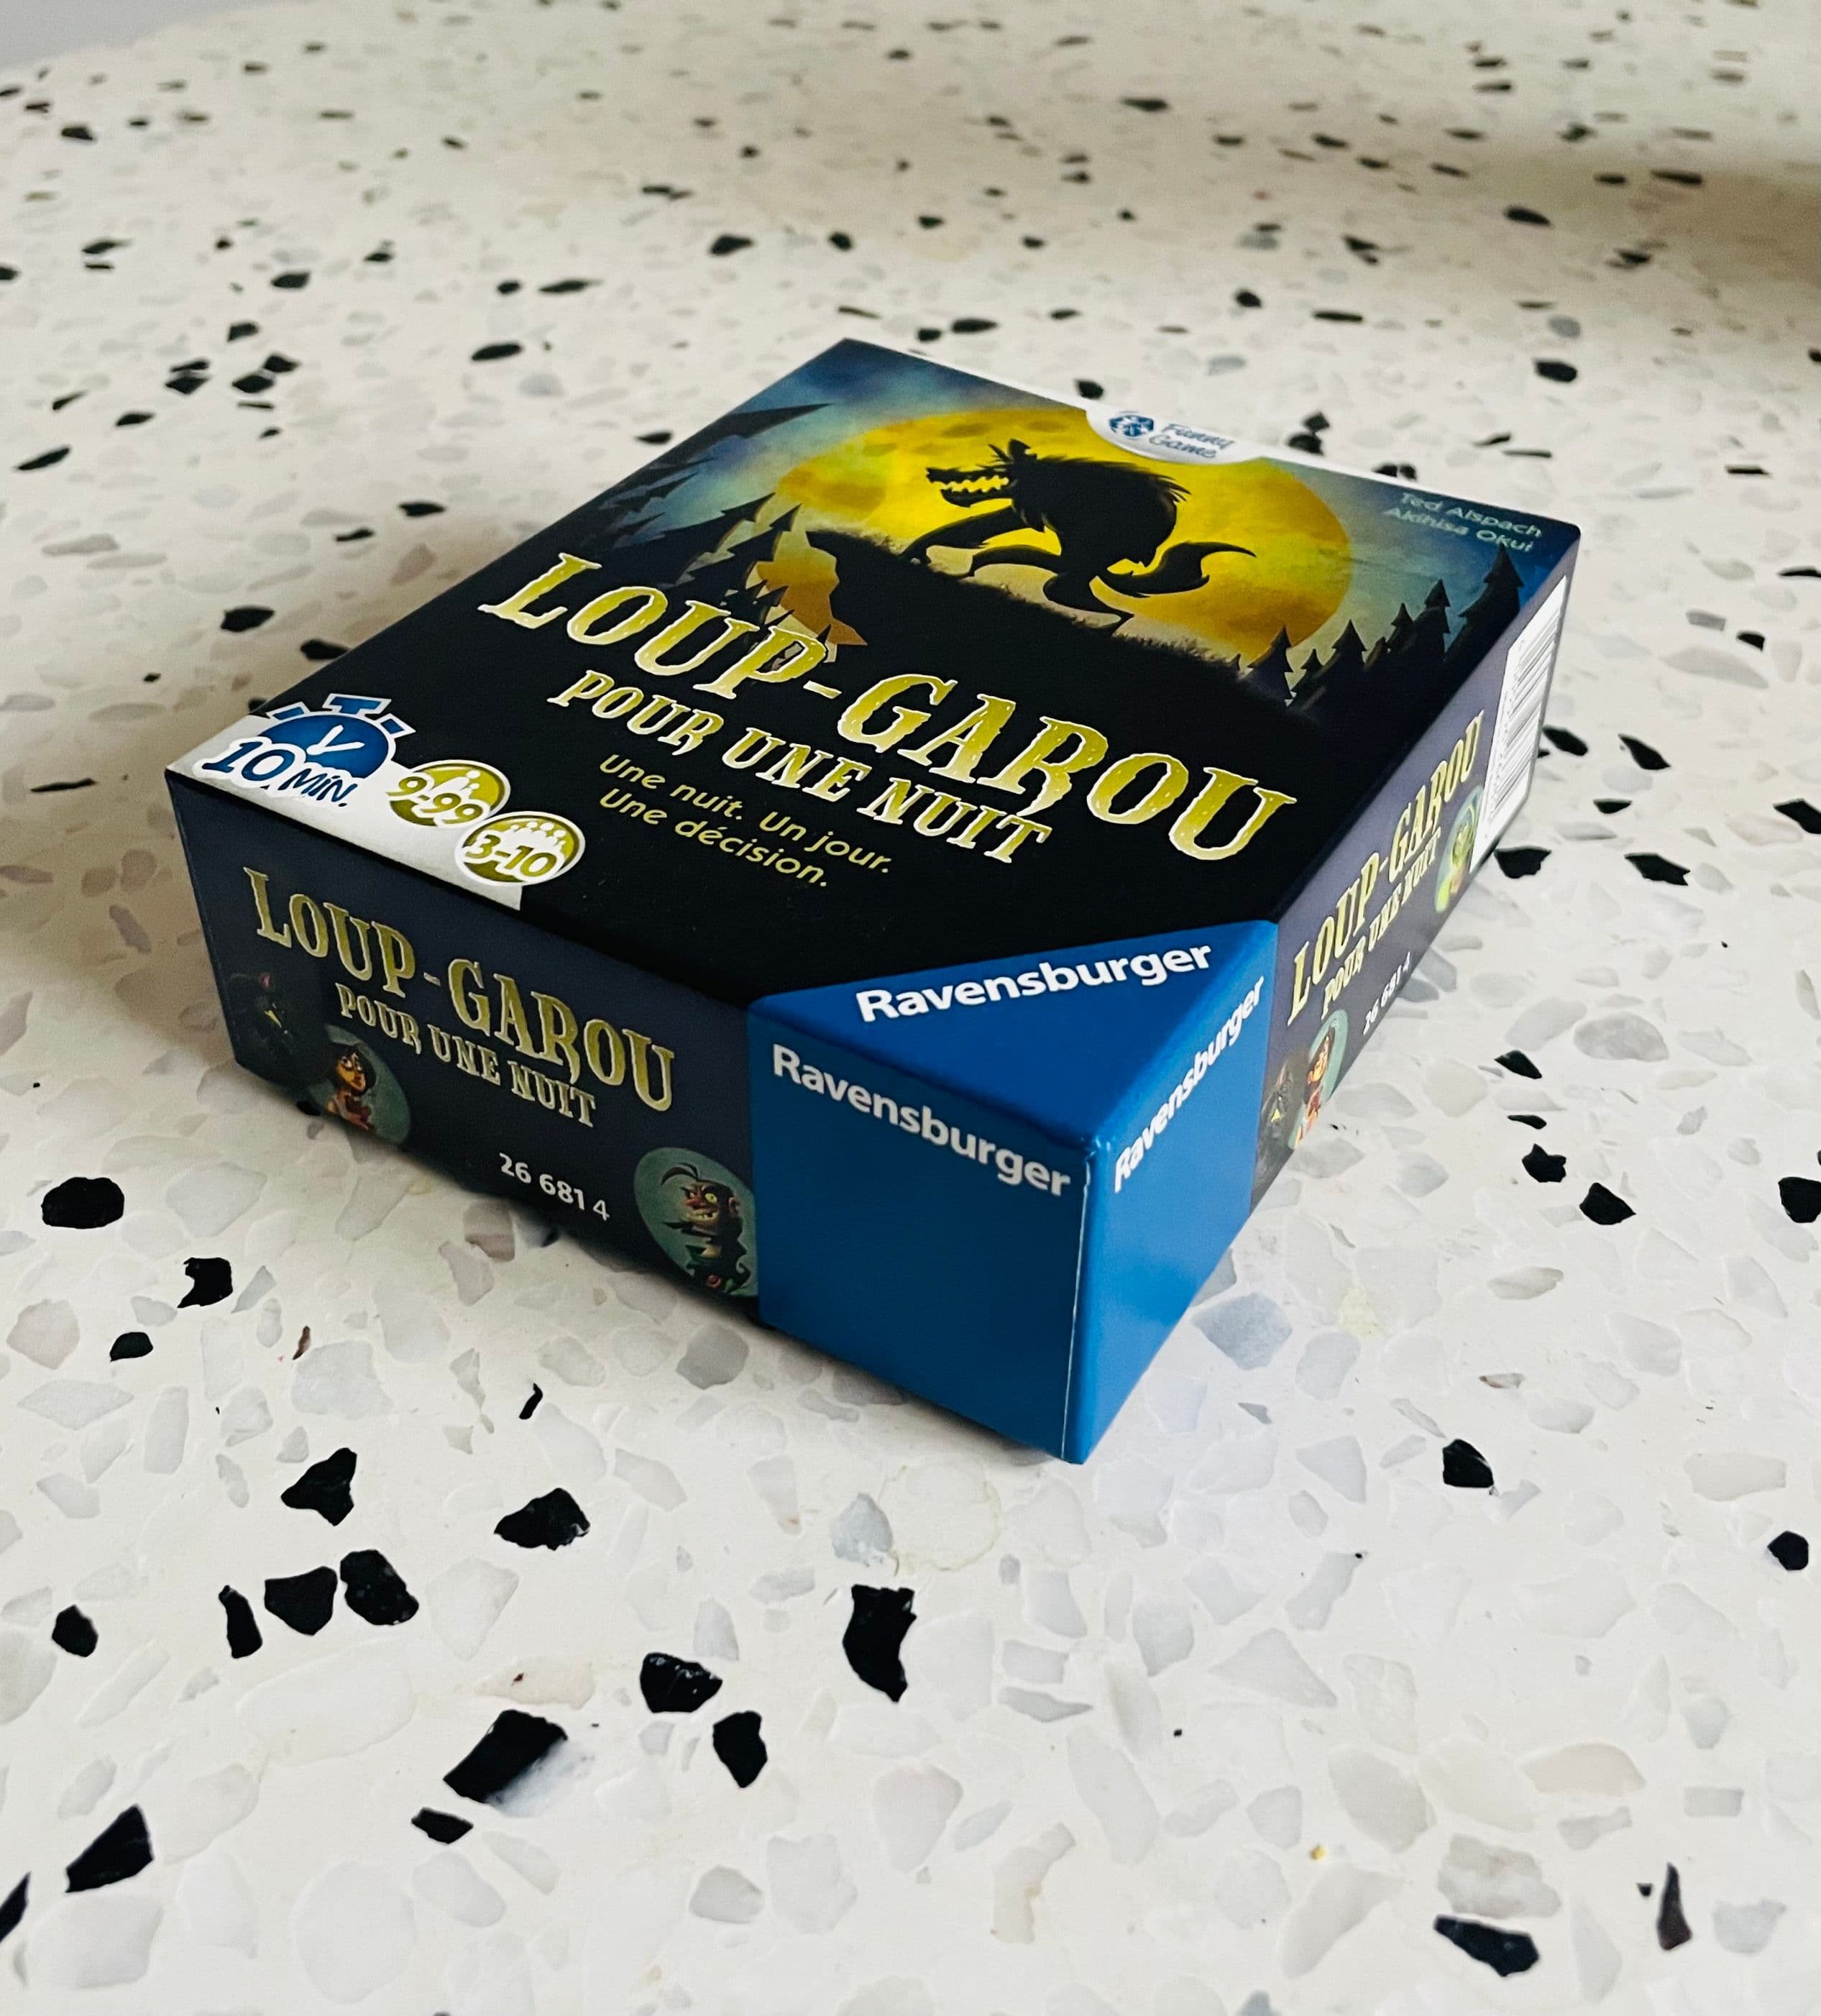 Funny
Game
Ted Alspach
Akihisa Okui
LOUP-GAROU
POUR UNE NUIT
Une nuit. Un jour.
Une décision.
10 MIN.
9-99
3-10
Ravensburger
LOUP-GAROU
POUR UNE NUIT
26 681 4
Ravensburger
Ravensburger
LOUP-GAROU
POUR UNE NUIT
26 681 4